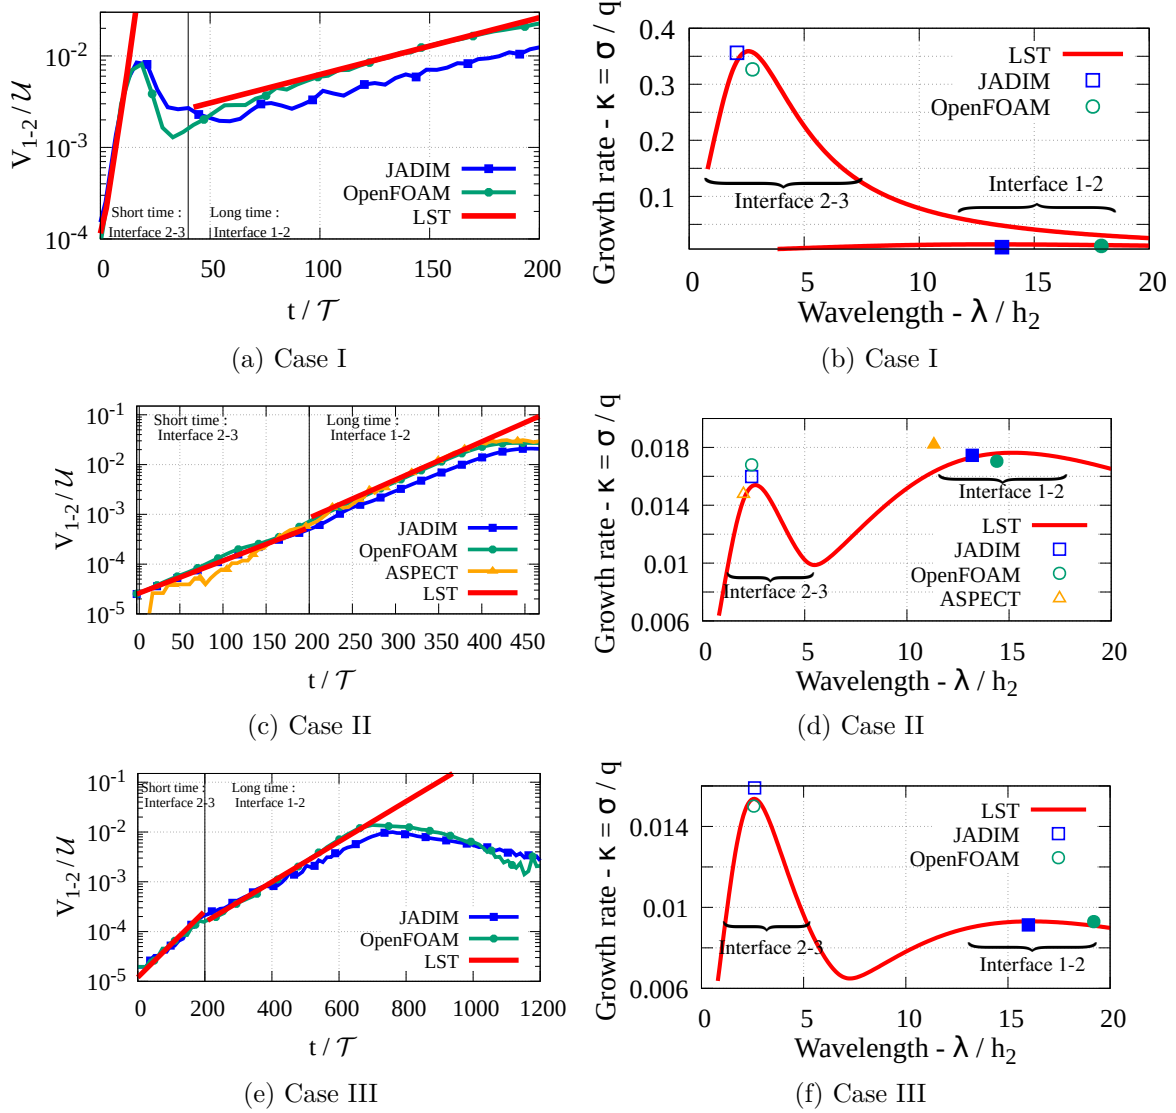 V1-2 / U
10-2
10-3
10-4
JADIM
OpenFOAM
LST
Short time :
Interface 2-3
Long time :
Interface 1-2
0 50 100 150 200
t / T
(a) Case I
Growth rate - κ = σ / q
0.4
0.3
0.2
0.1
LST
JADIM
OpenFOAM
Interface 1-2
Interface 2-3
0 5 10 15 20
Wavelength - λ / h2
(b) Case I
V1-2 / U
10-1
10-2
10-3
10-4
10-5
Short time :
Interface 2-3
Long time :
Interface 1-2
JADIM
OpenFOAM
ASPECT
LST
0 50 100 150 200 250 300 350 400 450
t / T
(c) Case II
Growth rate - κ = σ / q
0.018
0.014
0.01
0.006
Interface 1-2
LST
JADIM
OpenFOAM
ASPECT
Interface 2-3
0 5 10 15 20
Wavelength - λ / h2
(d) Case II
V1-2 / U
10-1
10-2
10-3
10-4
10-5
Short time :
Interface 2-3
Long time :
Interface 1-2
JADIM
OpenFOAM
LST
0 200 400 600 800 1000 1200
t / T
(e) Case III
Growth rate - κ = σ / q
0.014
0.01
0.006
LST
JADIM
OpenFOAM
Interface 2-3
Interface 1-2
0 5 10 15 20
Wavelength - λ / h2
(f) Case III